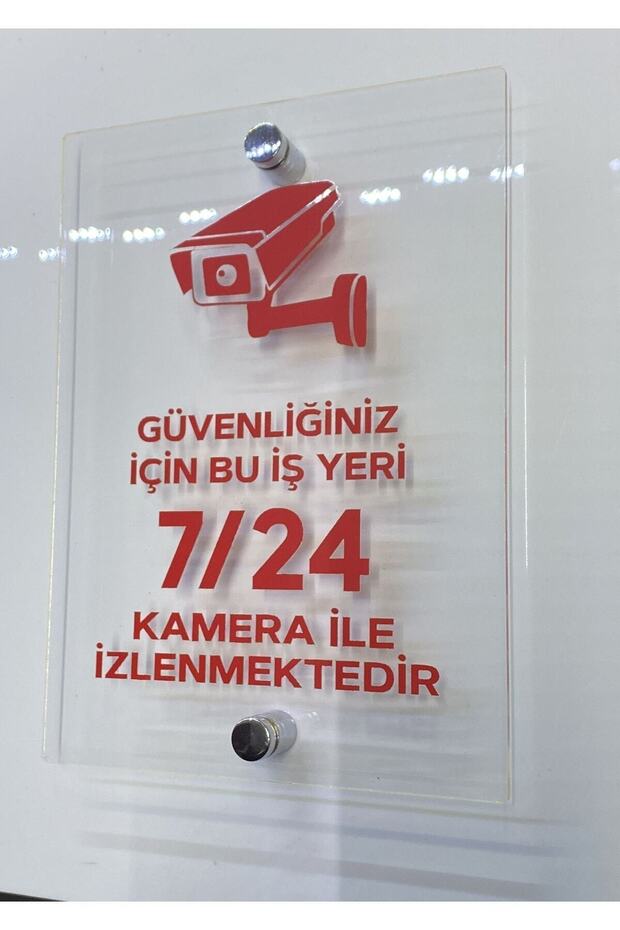 GÜVENLİĞİNİZ
İÇİN BU İŞ YERİ
7/24
KAMERA İLE
İZLENMEKTEDİR